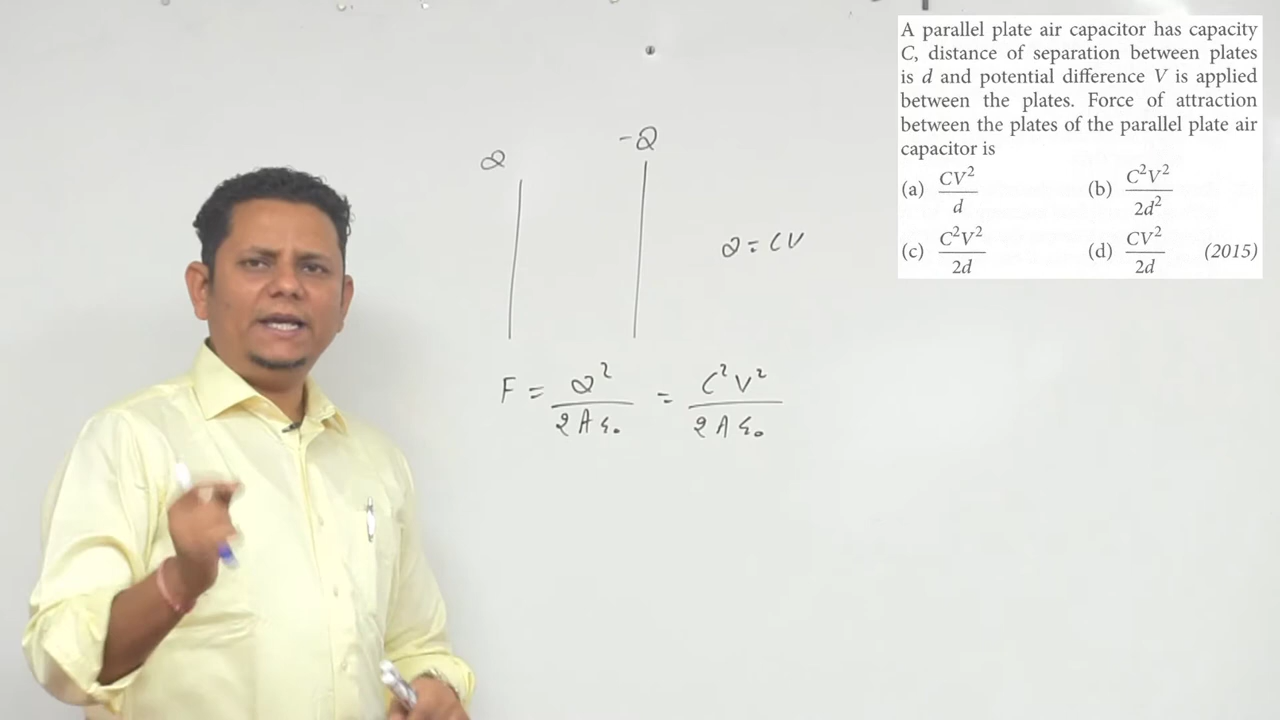 A parallel plate air capacitor has capacity
C, distance of separation between plates
is d and potential difference V is applied
between the plates. Force of attraction
between the plates of the parallel plate air
capacitor is
(a) CV²/d (b) C²V²/2d²
(c) C²V²/2d (d) CV²/2d (2015)
Q -Q
Q = CV
F = Q²/2Aε₀ = C²V²/2Aε₀